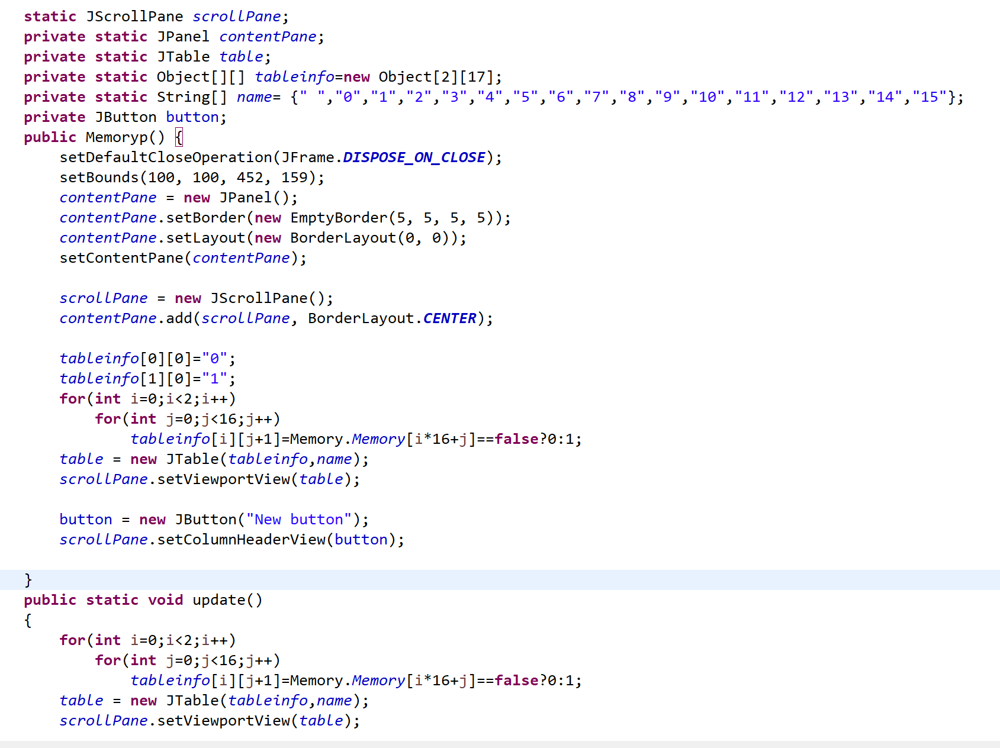 static JScrollPane scrollPane;
private static JPanel contentPane;
private static JTable table;
private static Object[][] tableinfo=new Object[2][17];
private static String[] name= {" ","0","1","2","3","4","5","6","7","8","9","10","11","12","13","14","15"};
private JButton button;
public Memoryp() {
    setDefaultCloseOperation(JFrame.DISPOSE_ON_CLOSE);
    setBounds(100, 100, 452, 159);
    contentPane = new JPanel();
    contentPane.setBorder(new EmptyBorder(5, 5, 5, 5));
    contentPane.setLayout(new BorderLayout(0, 0));
    setContentPane(contentPane);

    scrollPane = new JScrollPane();
    contentPane.add(scrollPane, BorderLayout.CENTER);

    tableinfo[0][0]="0";
    tableinfo[1][0]="1";
    for(int i=0;i<2;i++)
        for(int j=0;j<16;j++)
            tableinfo[i][j+1]=Memory.Memory[i*16+j]==false?0:1;
    table = new JTable(tableinfo,name);
    scrollPane.setViewportView(table);

    button = new JButton("New button");
    scrollPane.setColumnHeaderView(button);

}
public static void update()
{
    for(int i=0;i<2;i++)
        for(int j=0;j<16;j++)
            tableinfo[i][j+1]=Memory.Memory[i*16+j]==false?0:1;
    table = new JTable(tableinfo,name);
    scrollPane.setViewportView(table);